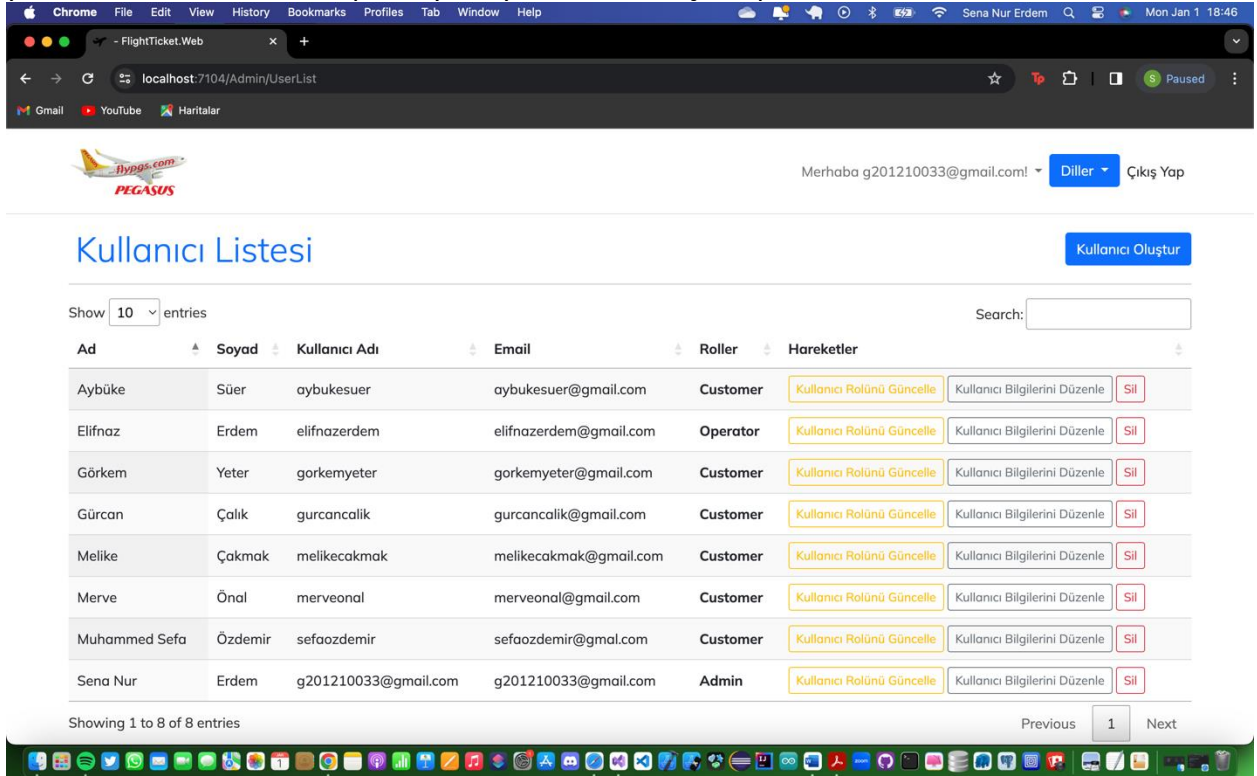 Chrome File Edit View History Bookmarks Profiles Tab Window Help Sena Nur Erdem Mon Jan 1 18:46
- FlightTicket.Web
localhost:7104/Admin/UserList Tp S Paused
Gmail YouTube Haritalar
flypgs.com
PEGASUS
Merhaba g201210033@gmail.com! Diller Çıkış Yap
Kullanıcı Listesi Kullanıcı Oluştur
Show 10 entries Search:
Ad Soyad Kullanıcı Adı Email Roller Hareketler
Aybüke Süer aybukesuer aybukesuer@gmail.com Customer Kullanıcı Rolünü Güncelle Kullanıcı Bilgilerini Düzenle Sil
Elifnaz Erdem elifnazerdem elifnazerdem@gmail.com Operator Kullanıcı Rolünü Güncelle Kullanıcı Bilgilerini Düzenle Sil
Görkem Yeter gorkemyeter gorkemyeter@gmail.com Customer Kullanıcı Rolünü Güncelle Kullanıcı Bilgilerini Düzenle Sil
Gürcan Çalık gurcancalik gurcancalik@gmail.com Customer Kullanıcı Rolünü Güncelle Kullanıcı Bilgilerini Düzenle Sil
Melike Çakmak melikecakmak melikecakmak@gmail.com Customer Kullanıcı Rolünü Güncelle Kullanıcı Bilgilerini Düzenle Sil
Merve Önal merveonal merveonal@gmail.com Customer Kullanıcı Rolünü Güncelle Kullanıcı Bilgilerini Düzenle Sil
Muhammed Sefa Özdemir sefaozdemir sefaozdemir@gmal.com Customer Kullanıcı Rolünü Güncelle Kullanıcı Bilgilerini Düzenle Sil
Sena Nur Erdem g201210033@gmail.com g201210033@gmail.com Admin Kullanıcı Rolünü Güncelle Kullanıcı Bilgilerini Düzenle Sil
Showing 1 to 8 of 8 entries Previous 1 Next